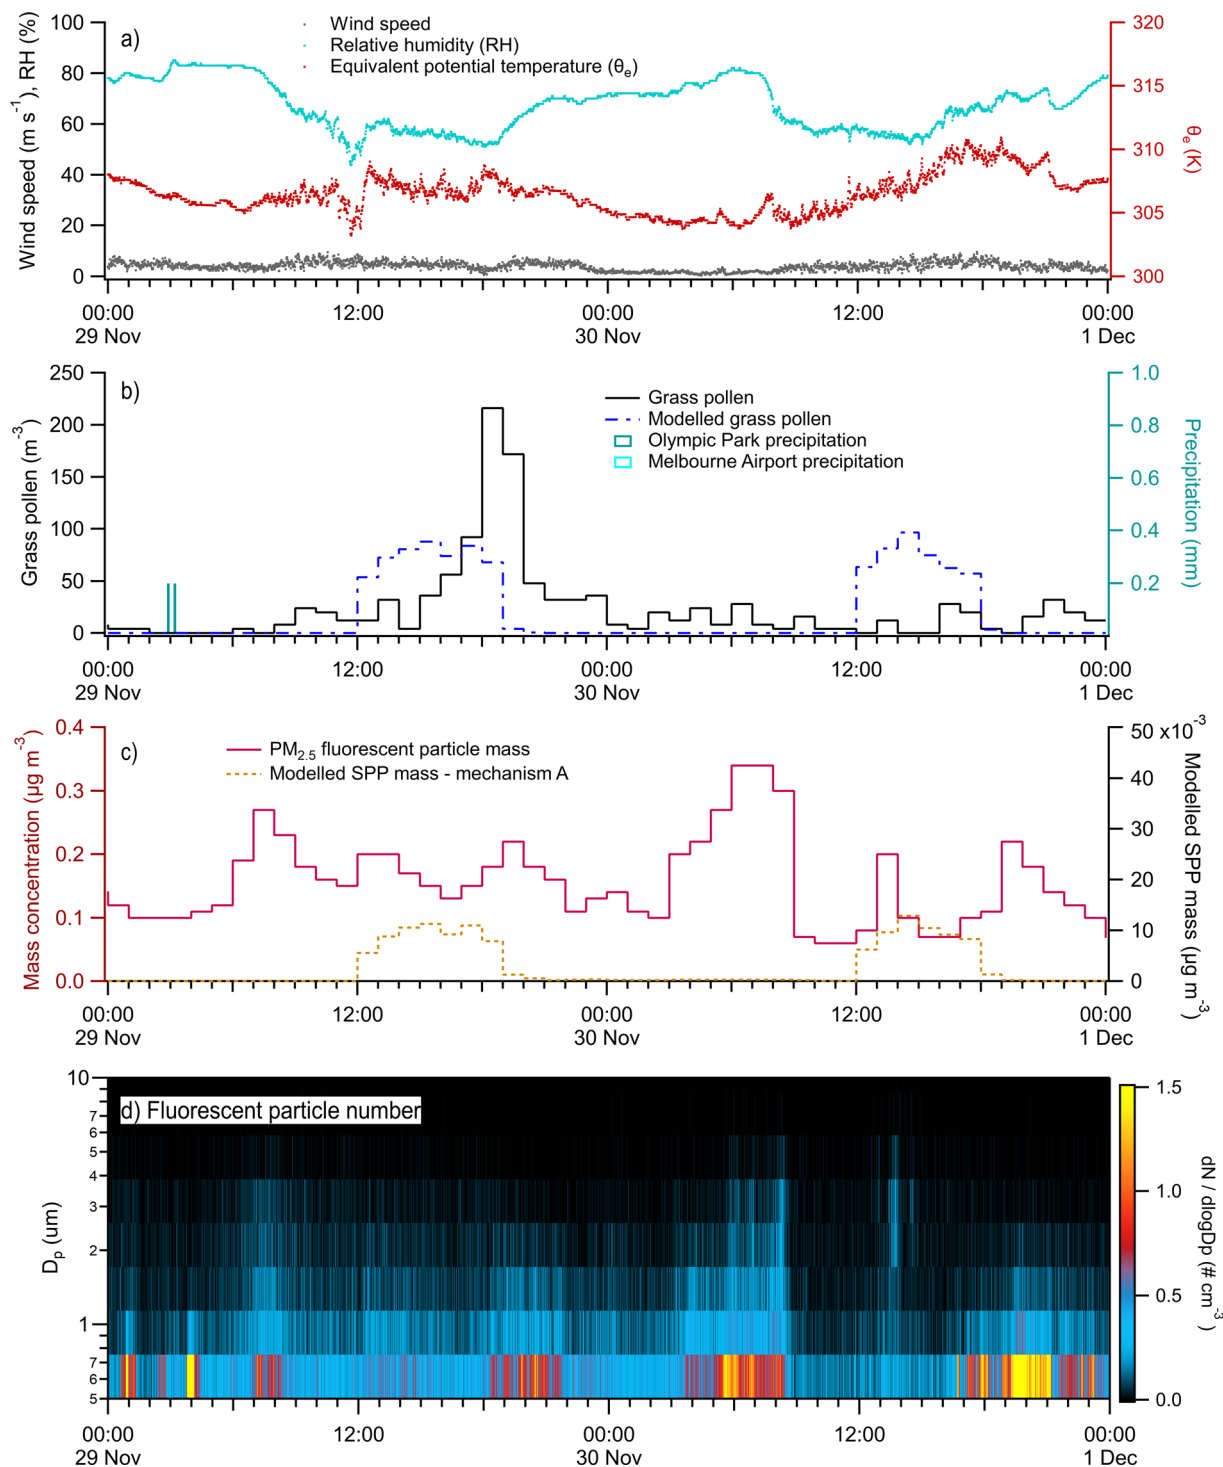 a)
Wind speed
Relative humidity (RH)
Equivalent potential temperature (θe)
Wind speed (m s-1), RH (%)
100
80
60
40
20
0
θe (K)
320
315
310
305
300
00:00 12:00 00:00 12:00 00:00
29 Nov 30 Nov 1 Dec
b)
Grass pollen
Modelled grass pollen
Olympic Park precipitation
Melbourne Airport precipitation
Grass pollen (m-3)
250
200
150
100
50
0
Precipitation (mm)
1.0
0.8
0.6
0.4
0.2
00:00 12:00 00:00 12:00 00:00
29 Nov 30 Nov 1 Dec
c)
PM2.5 fluorescent particle mass
Modelled SPP mass - mechanism A
Mass concentration (µg m-3)
0.4
0.3
0.2
0.1
0.0
Modelled SPP mass (µg m-3)
50 x10-3
40
30
20
10
0
00:00 12:00 00:00 12:00 00:00
29 Nov 30 Nov 1 Dec
d) Fluorescent particle number
Dp (um)
10
7
6
5
4
3
2
1
7
6
5
dN / dlogDp (# cm-3)
1.5
1.0
0.5
0.0
00:00 12:00 00:00 12:00 00:00
29 Nov 30 Nov 1 Dec